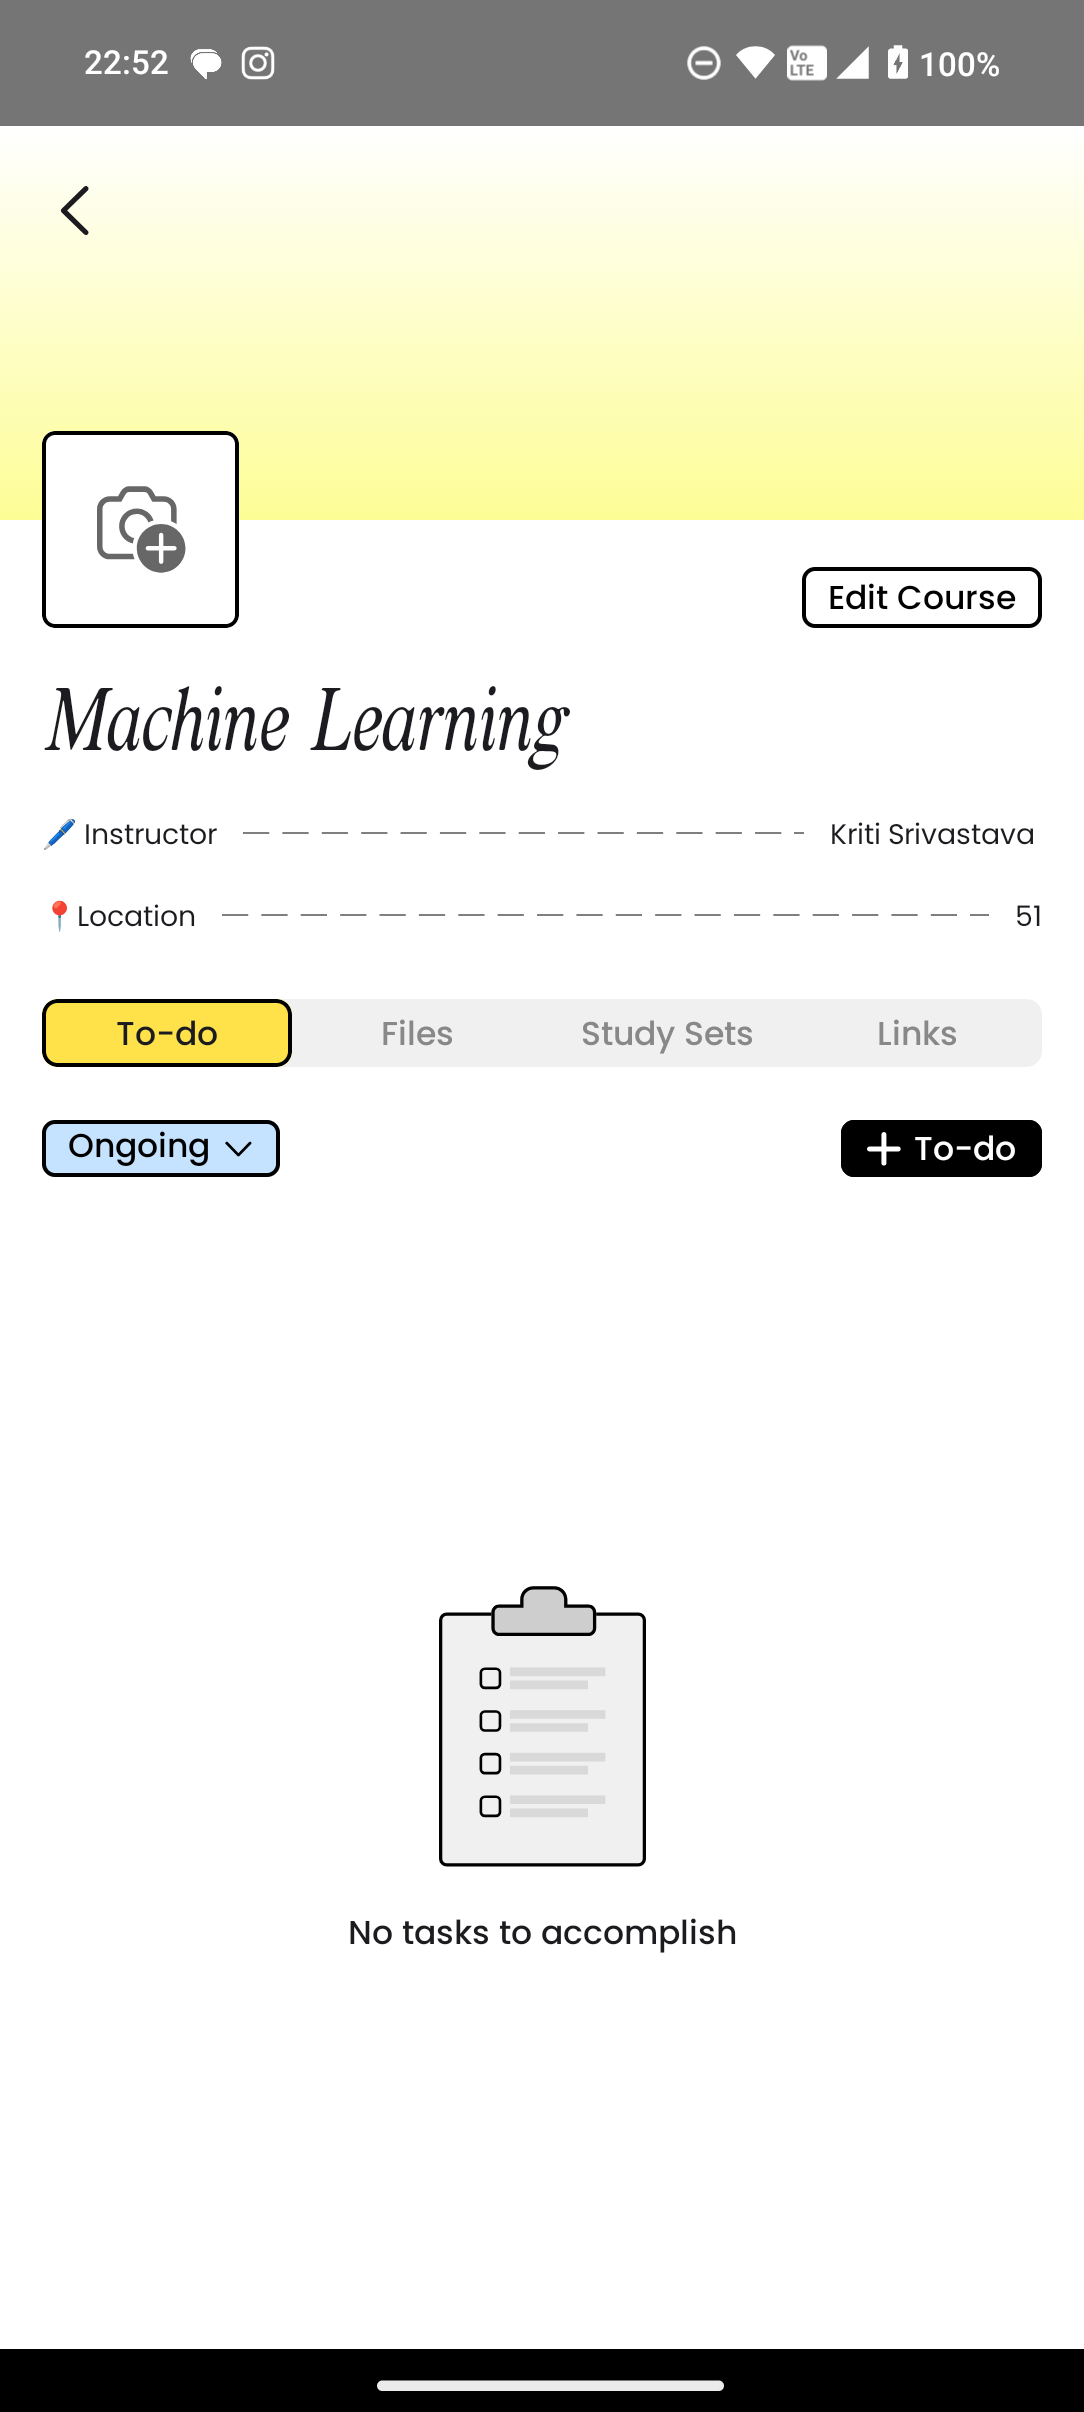 22:52
Vo LTE
100%
Edit Course
Machine Learning
Instructor Kriti Srivastava
Location 51
To-do Files Study Sets Links
Ongoing + To-do
No tasks to accomplish